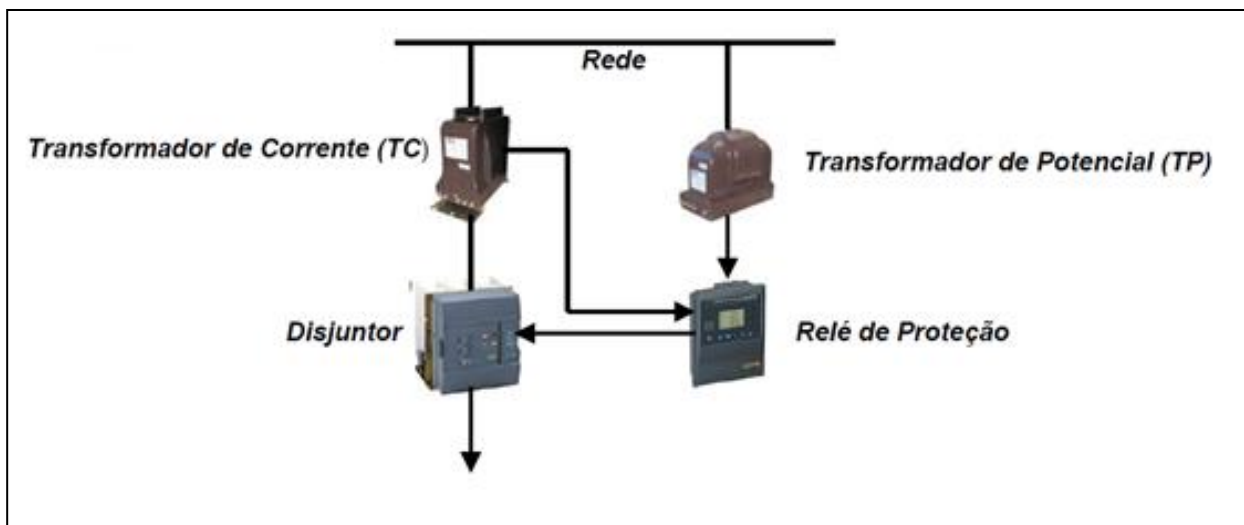 Rede
Transformador de Corrente (TC)
Transformador de Potencial (TP)
Disjuntor
Relé de Proteção